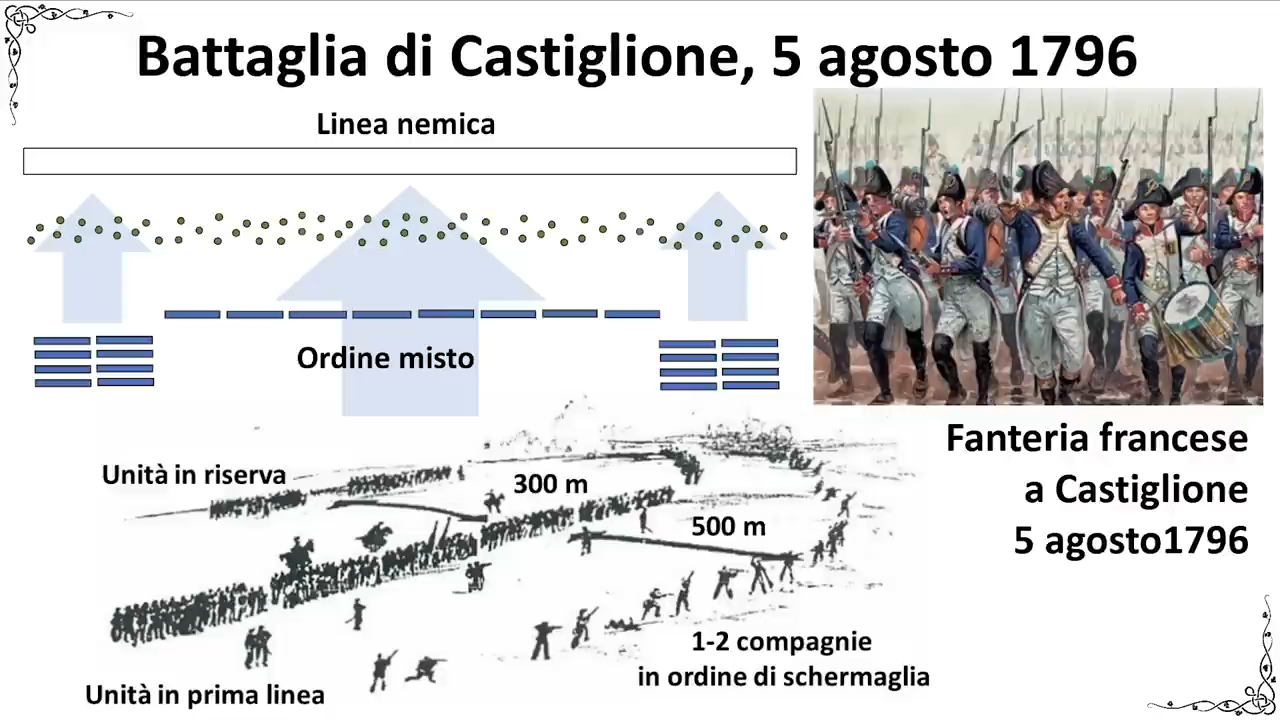 Battaglia di Castiglione, 5 agosto 1796
Linea nemica
Ordine misto
Fanteria francese
a Castiglione
5 agosto1796
Unità in riserva
300 m
500 m
1-2 compagnie
in ordine di schermaglia
Unità in prima linea